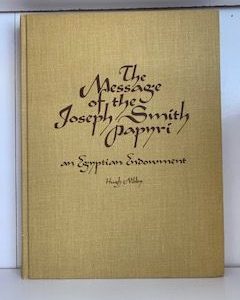 The
Message
of the
Joseph Smith
Papyri
an Egyptian Endowment
Hugh Nibley